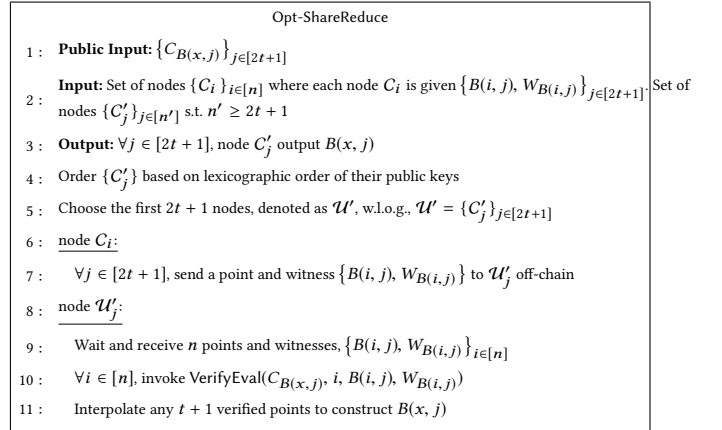 Opt-ShareReduce
1 : Public Input: {C_{B(x,j)}}_{j∈[2t+1]}
2 : Input: Set of nodes {C_i}_{i∈[n]} where each node C_i is given {B(i, j), W_{B(i,j)}}_{j∈[2t+1]}. Set of
nodes {C′_j}_{j∈[n′]} s.t. n′ ≥ 2t + 1
3 : Output: ∀j ∈ [2t + 1], node C′_j output B(x, j)
4 : Order {C′_j} based on lexicographic order of their public keys
5 : Choose the first 2t + 1 nodes, denoted as U′, w.l.o.g., U′ = {C′_j}_{j∈[2t+1]}
6 : node C_i:
7 : ∀j ∈ [2t + 1], send a point and witness {B(i, j), W_{B(i,j)}} to U′_j off-chain
8 : node U′_j:
9 : Wait and receive n points and witnesses, {B(i, j), W_{B(i,j)}}_{i∈[n]}
10 : ∀i ∈ [n], invoke VerifyEval(C_{B(x,j)}, i, B(i, j), W_{B(i,j)})
11 : Interpolate any t + 1 verified points to construct B(x, j)